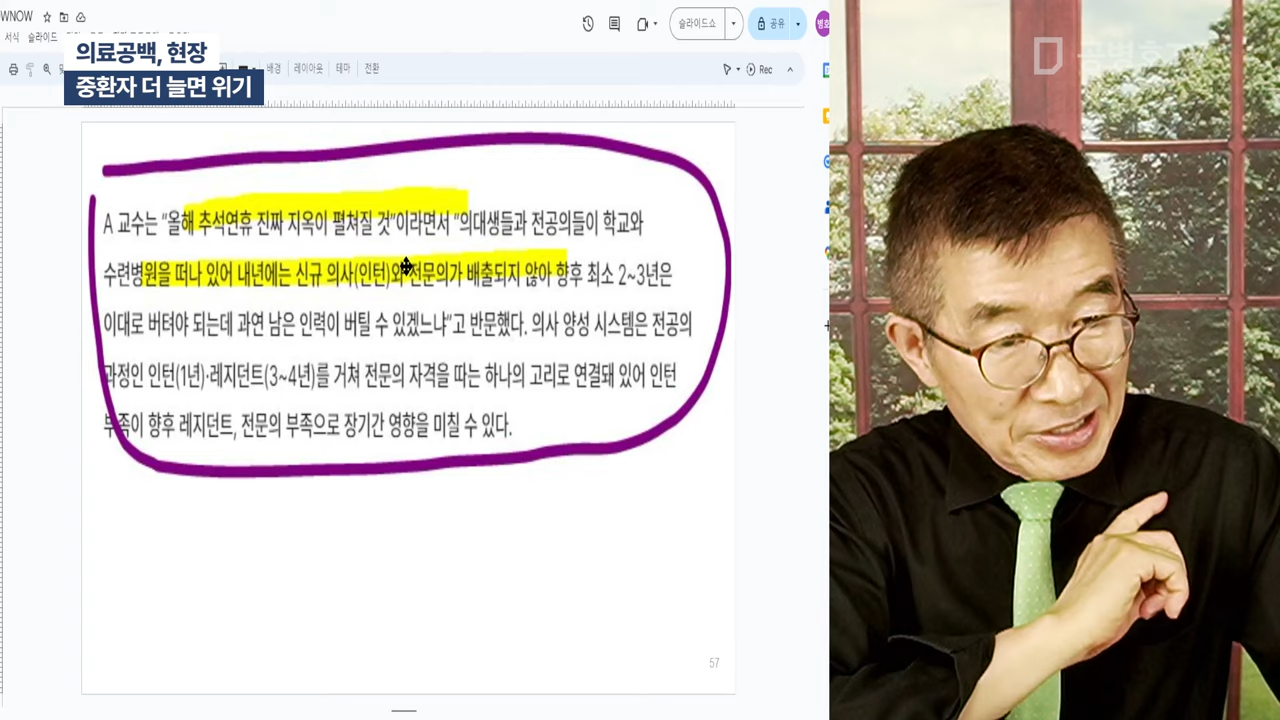 WNOW
서식 슬라이드
슬라이드쇼
공유
병호
배경 레이아웃 테마 전환
Rec
의료공백, 현장
중환자 더 늘면 위기
A 교수는 “올해 추석연휴 진짜 지옥이 펼쳐질 것”이라면서 “의대생들과 전공의들이 학교와
수련병원을 떠나 있어 내년에는 신규 의사(인턴)와 전문의가 배출되지 않아 향후 최소 2~3년은
이대로 버텨야 되는데 과연 남은 인력이 버틸 수 있겠느냐”고 반문했다. 의사 양성 시스템은 전공의
과정인 인턴(1년)·레지던트(3~4년)를 거쳐 전문의 자격을 따는 하나의 고리로 연결돼 있어 인턴
부족이 향후 레지던트, 전문의 부족으로 장기간 영향을 미칠 수 있다.
57